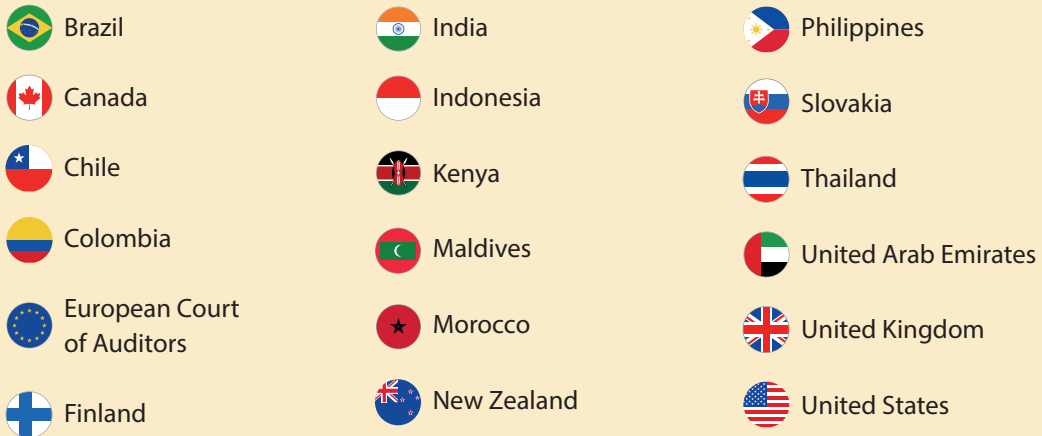 Brazil
Canada
Chile
Colombia
European Court
of Auditors
Finland
India
Indonesia
Kenya
Maldives
Morocco
New Zealand
Philippines
Slovakia
Thailand
United Arab Emirates
United Kingdom
United States